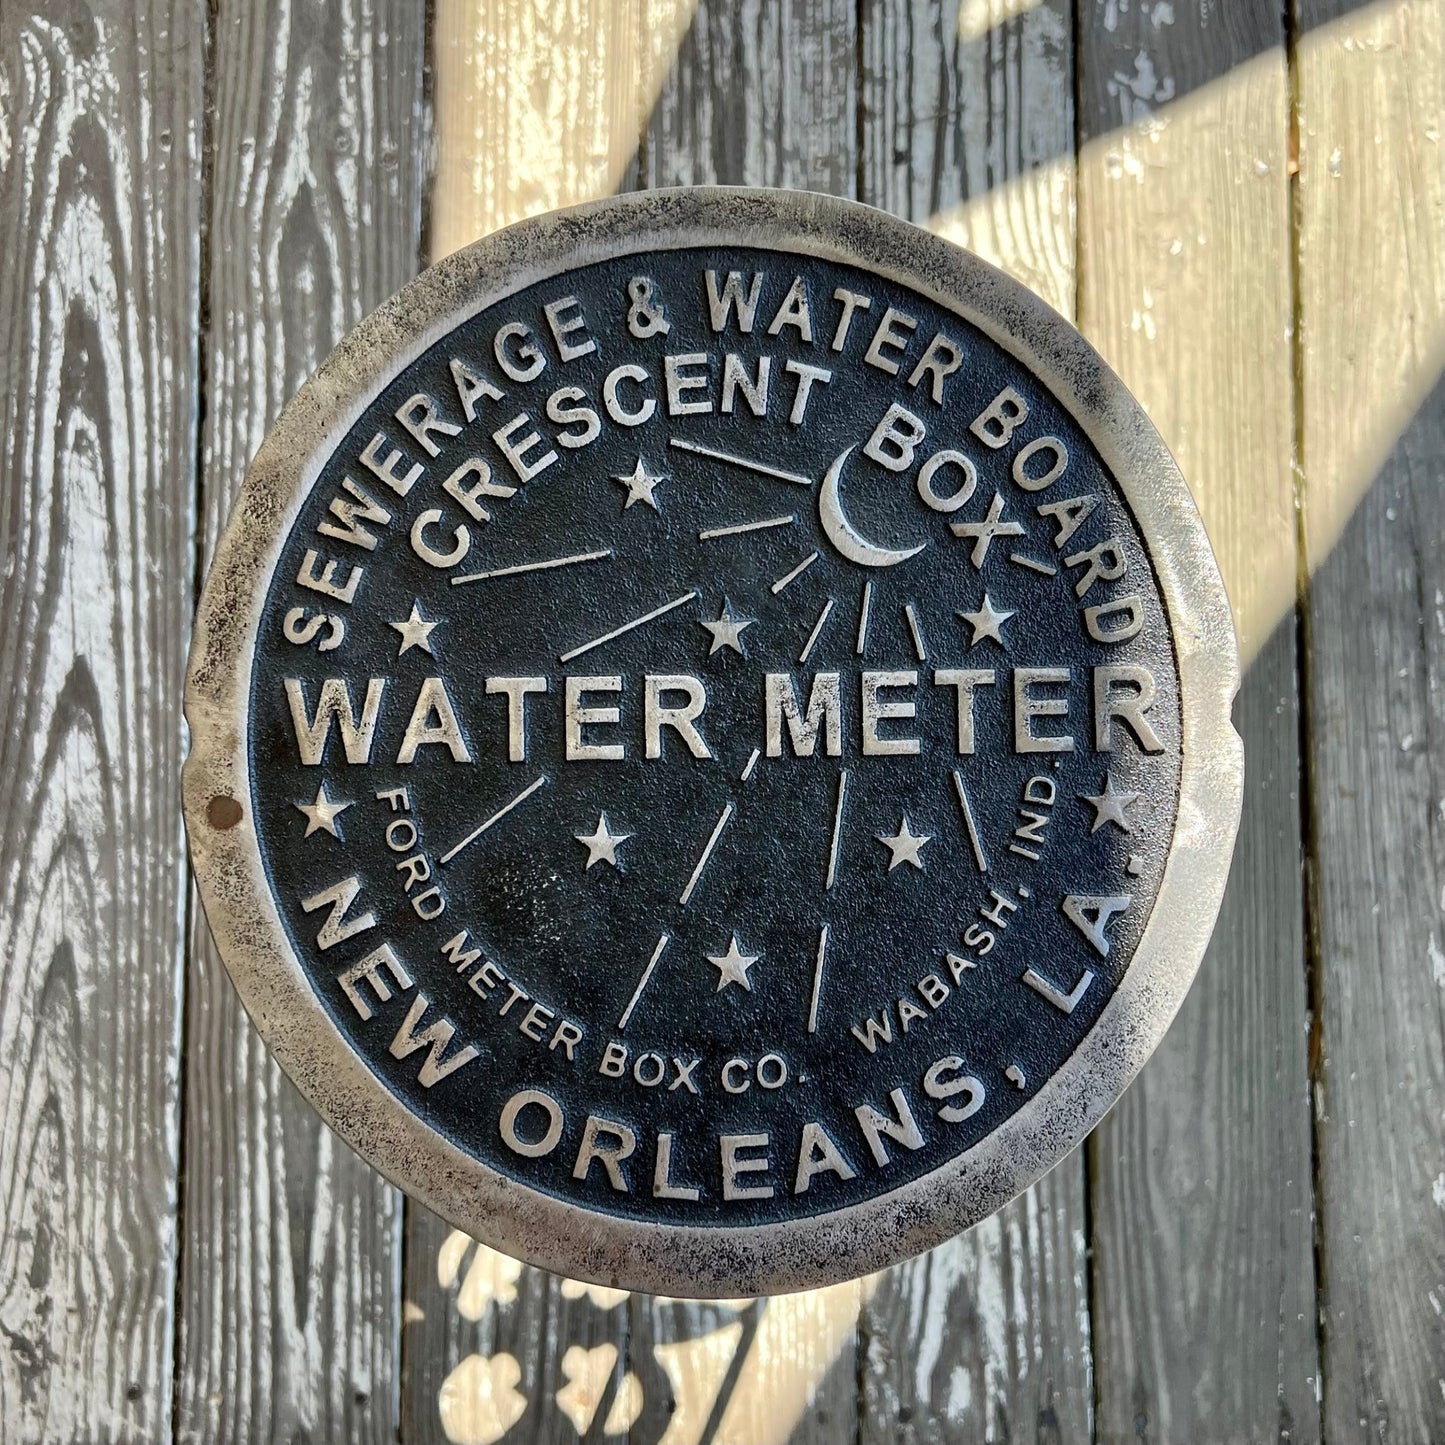 SEWERAGE & WATER BOARD
CRESCENT BOX
WATER METER
FORD METER BOX CO. WABASH, IND.
NEW ORLEANS, LA.